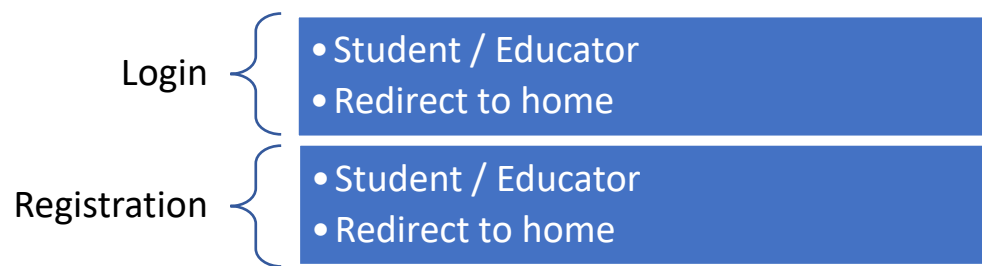 Login
• Student / Educator
• Redirect to home
Registration
• Student / Educator
• Redirect to home